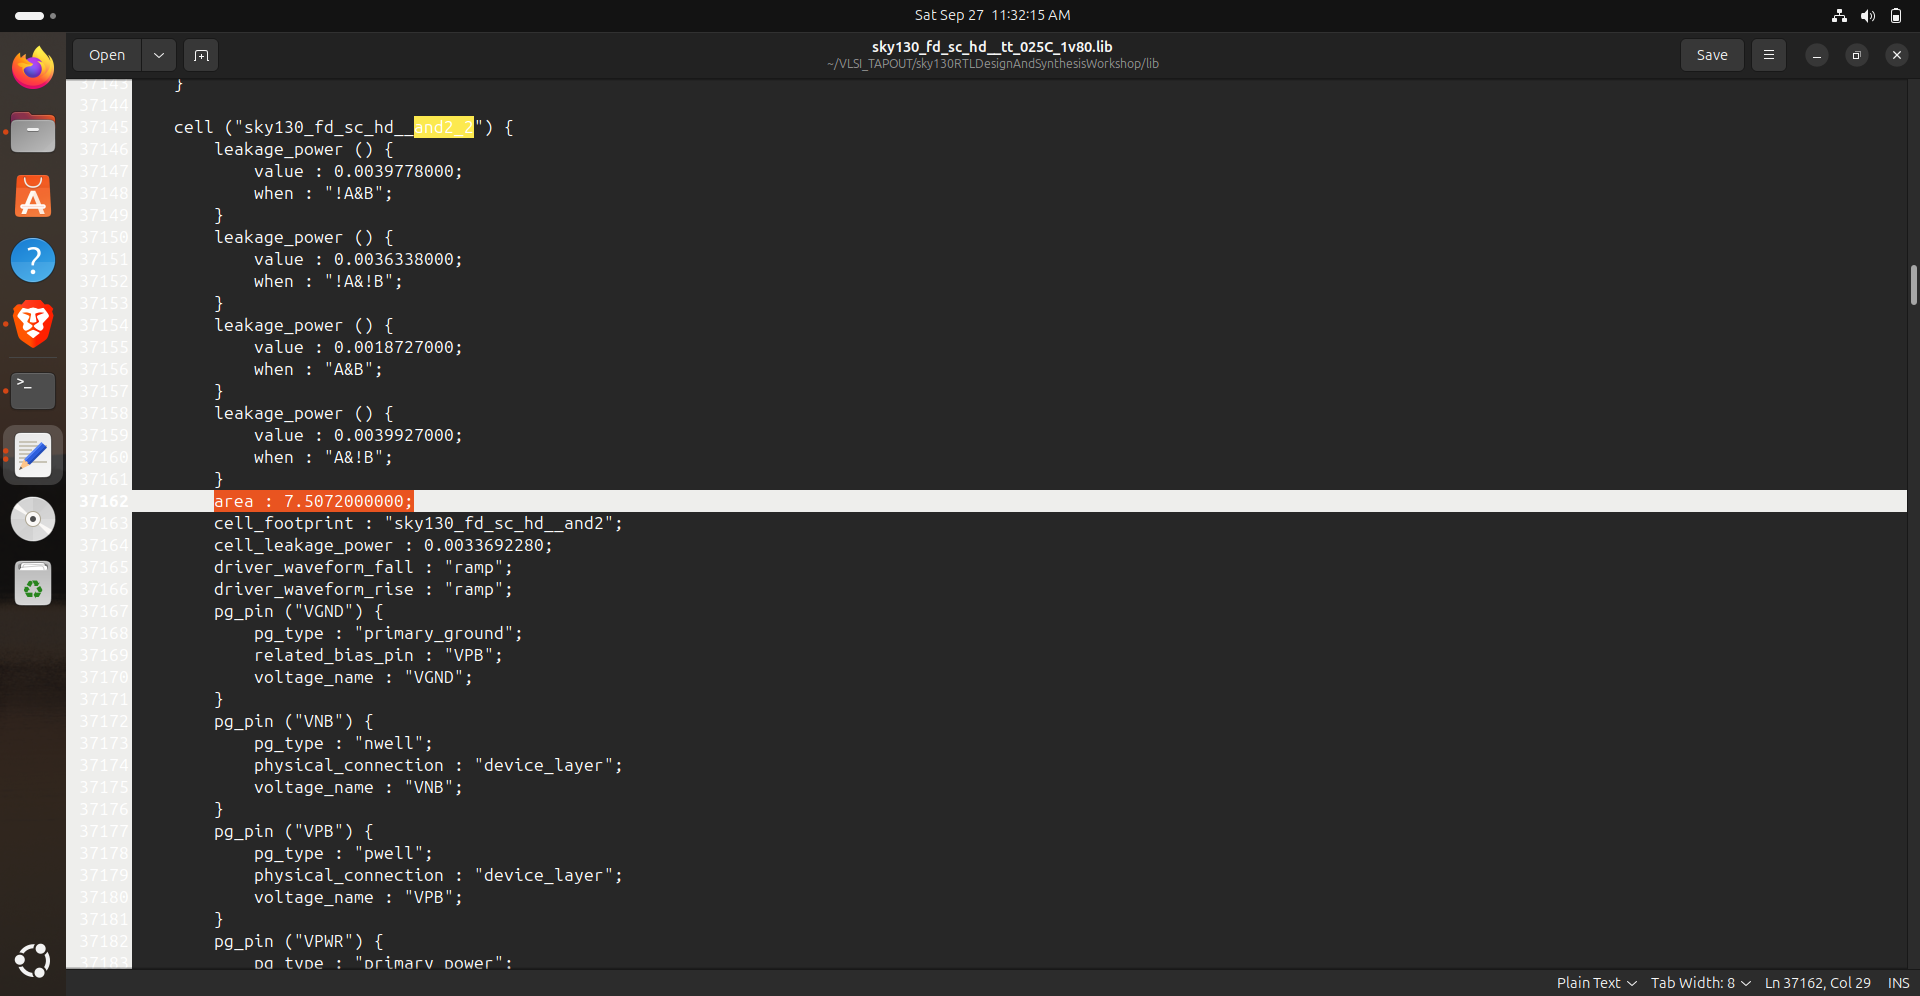 Sat Sep 27 11:32:15 AM
Open
sky130_fd_sc_hd__tt_025C_1v80.lib
~/VLSI_TAPOUT/sky130RTLDesignAndSynthesisWorkshop/lib
Save
37143 }
37144
37145 cell ("sky130_fd_sc_hd__and2_2") {
37146 leakage_power () {
37147 value : 0.0039778000;
37148 when : "!A&B";
37149 }
37150 leakage_power () {
37151 value : 0.0036338000;
37152 when : "!A&!B";
37153 }
37154 leakage_power () {
37155 value : 0.0018727000;
37156 when : "A&B";
37157 }
37158 leakage_power () {
37159 value : 0.0039927000;
37160 when : "A&!B";
37161 }
37162 area : 7.5072000000;
37163 cell_footprint : "sky130_fd_sc_hd__and2";
37164 cell_leakage_power : 0.0033692280;
37165 driver_waveform_fall : "ramp";
37166 driver_waveform_rise : "ramp";
37167 pg_pin ("VGND") {
37168 pg_type : "primary_ground";
37169 related_bias_pin : "VPB";
37170 voltage_name : "VGND";
37171 }
37172 pg_pin ("VNB") {
37173 pg_type : "nwell";
37174 physical_connection : "device_layer";
37175 voltage_name : "VNB";
37176 }
37177 pg_pin ("VPB") {
37178 pg_type : "pwell";
37179 physical_connection : "device_layer";
37180 voltage_name : "VPB";
37181 }
37182 pg_pin ("VPWR") {
37183 pg_type : "primary_power";
Plain Text Tab Width: 8 Ln 37162, Col 29 INS